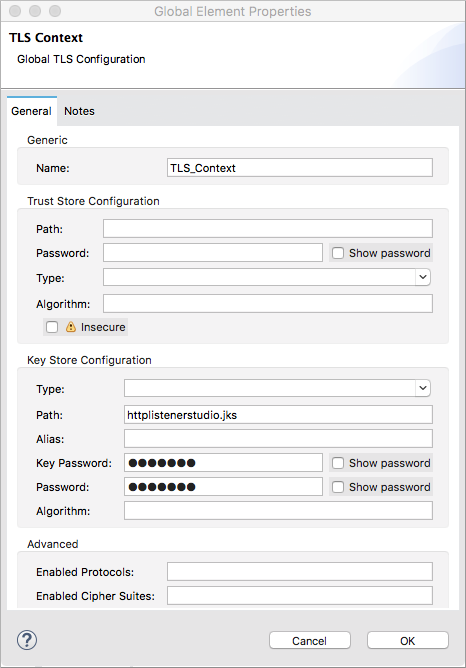 Global Element Properties
TLS Context
Global TLS Configuration
General Notes
Generic
Name: TLS_Context
Trust Store Configuration
Path:
Password: Show password
Type:
Algorithm:
Insecure
Key Store Configuration
Type:
Path: httplistenerstudio.jks
Alias:
Key Password: ●●●●●●● Show password
Password: ●●●●●●● Show password
Algorithm:
Advanced
Enabled Protocols:
Enabled Cipher Suites:
? Cancel OK